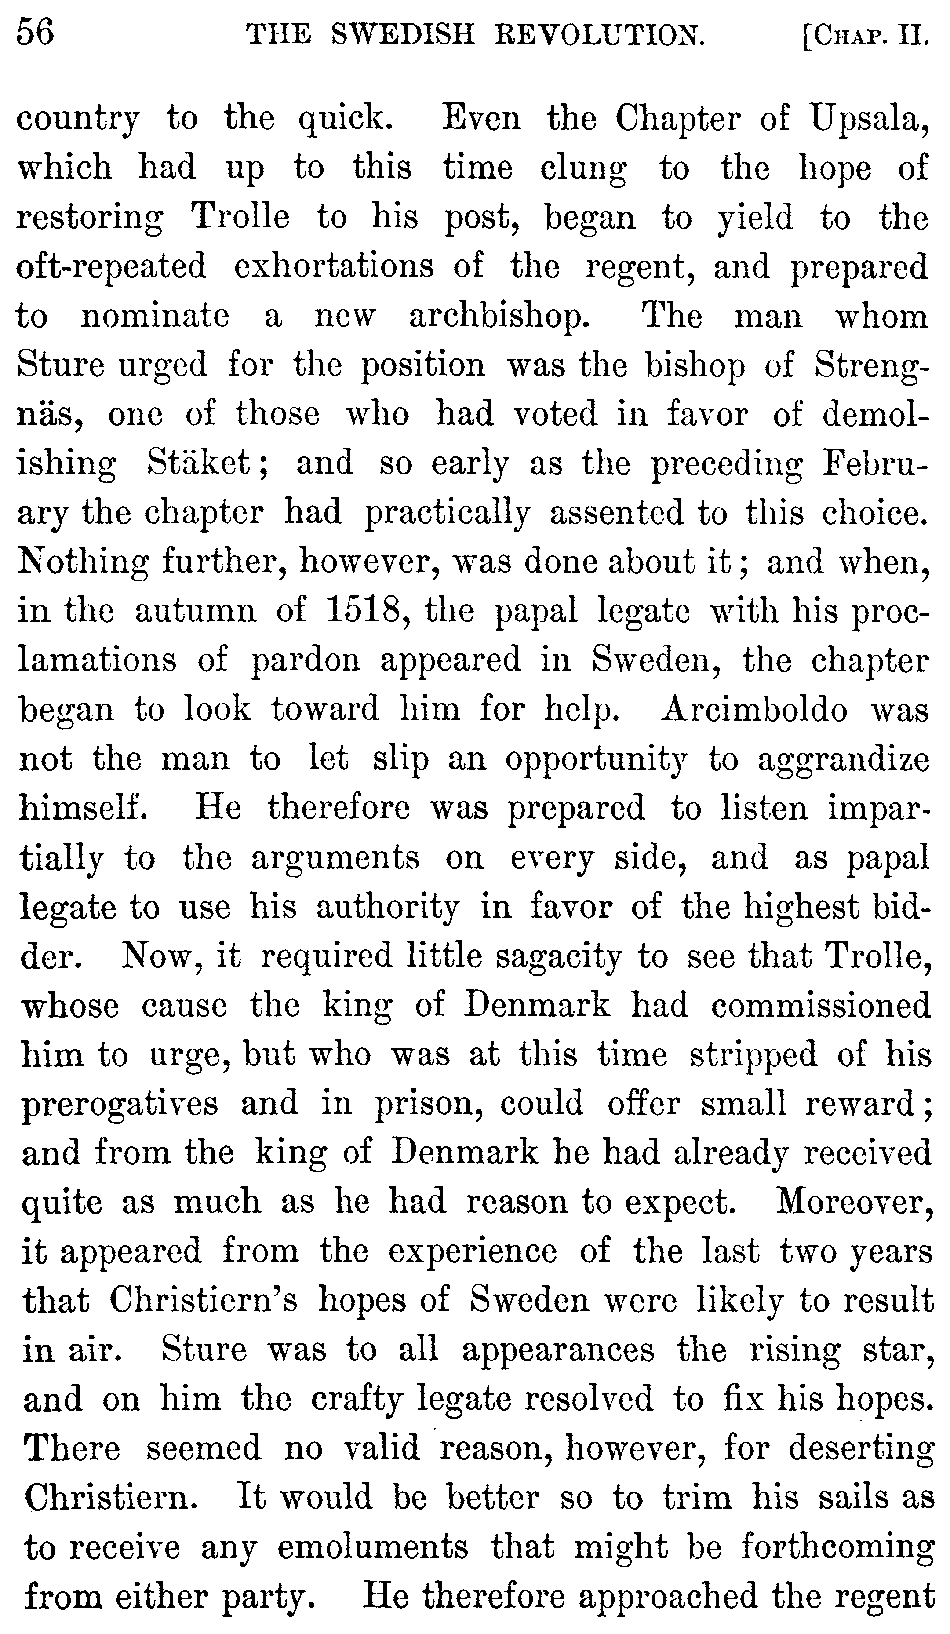 56 THE SWEDISH REVOLUTION. [CHAP. II.
country to the quick. Even the Chapter of Upsala,
which had up to this time clung to the hope of
restoring Trolle to his post, began to yield to the
oft-repeated exhortations of the regent, and prepared
to nominate a new archbishop. The man whom
Sture urged for the position was the bishop of Streng-
näs, one of those who had voted in favor of demol-
ishing Stäket; and so early as the preceding Febru-
ary the chapter had practically assented to this choice.
Nothing further, however, was done about it; and when,
in the autumn of 1518, the papal legate with his proc-
lamations of pardon appeared in Sweden, the chapter
began to look toward him for help. Arcimboldo was
not the man to let slip an opportunity to aggrandize
himself. He therefore was prepared to listen impar-
tially to the arguments on every side, and as papal
legate to use his authority in favor of the highest bid-
der. Now, it required little sagacity to see that Trolle,
whose cause the king of Denmark had commissioned
him to urge, but who was at this time stripped of his
prerogatives and in prison, could offer small reward;
and from the king of Denmark he had already received
quite as much as he had reason to expect. Moreover,
it appeared from the experience of the last two years
that Christiern's hopes of Sweden were likely to result
in air. Sture was to all appearances the rising star,
and on him the crafty legate resolved to fix his hopes.
There seemed no valid reason, however, for deserting
Christiern. It would be better so to trim his sails as
to receive any emoluments that might be forthcoming
from either party. He therefore approached the regent